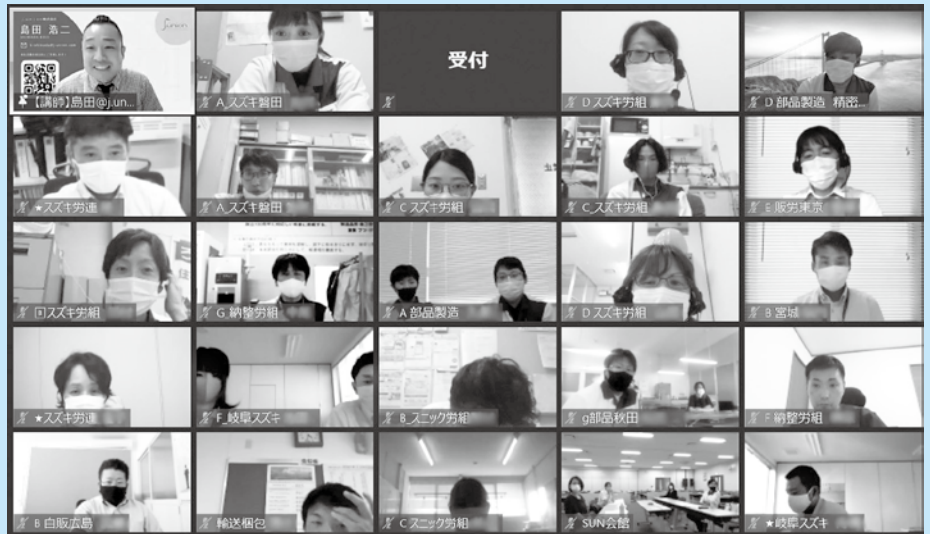 島田 浩二
【講師】島田@j.un...
A_スズキ磐田
受付
D スズキ労組
D 部品製造 精密...
★スズキ労連
A_スズキ磐田
C スズキ労組
C_スズキ労組
E 販労東京
スズキ労組
G_納整労組
A 部品製造
D スズキ労組
B 宮城
★スズキ労連
F_岐阜スズキ
B_スニック労組
g部品秋田
F 納整労組
B 自販広島
輸送梱包
C スニック労組
SUN会館
★岐阜スズキ